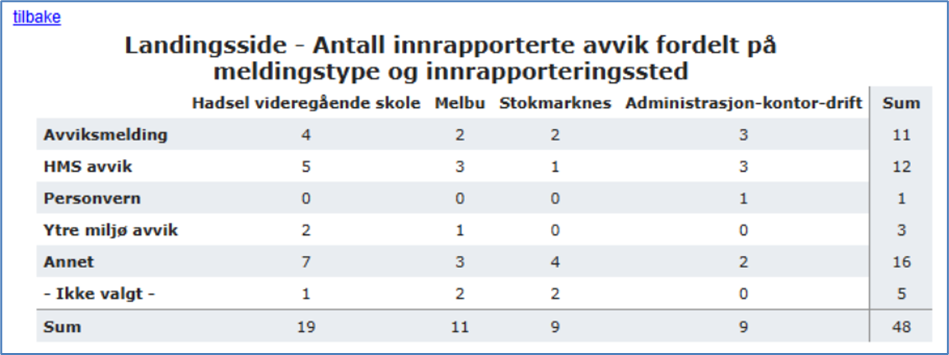 tilbake
Landingsside - Antall innrapporterte avvik fordelt på
meldingstype og innrapporteringssted
Hadsel videregående skole Melbu Stokmarknes Administrasjon-kontor-drift Sum
Avviksmelding 4 2 2 3 11
HMS avvik 5 3 1 3 12
Personvern 0 0 0 1 1
Ytre miljø avvik 2 1 0 0 3
Annet 7 3 4 2 16
- Ikke valgt - 1 2 2 0 5
Sum 19 11 9 9 48